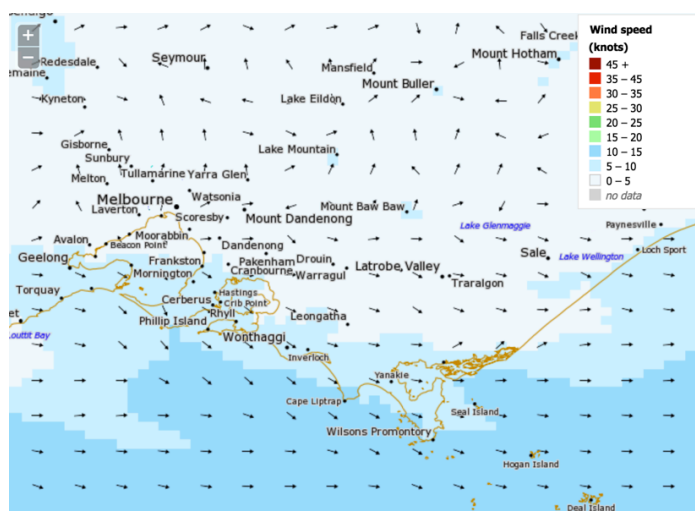 +
−
Redesdale
Seymour
Mansfield
Mount Buller
Falls Creek
Mount Hotham
Kyneton
Lake Eildon
Gisborne
Sunbury
Lake Mountain
Melton
Tullamarine
Yarra Glen
Melbourne
Watsonia
Laverton
Scoresby
Mount Dandenong
Mount Baw Baw
Lake Glenmaggie
Paynesville
Avalon
Beacon Point
Moorabbin
Dandenong
Geelong
Frankston
Pakenham
Drouin
Latrobe Valley
Sale
Lake Wellington
Loch Sport
Morniggton
Cranbourne
Warragul
Traralgon
Torquay
Cerberus
Hastings
Crib Point
Rhyll
Phillip Island
Leongatha
et
Louttit Bay
Wonthaggi
Inverloch
Yanakie
Cape Liptrap
Seal Island
Wilsons Promontory
Hogan Island
Deal Island
Wind speed
(knots)
45 +
35 – 45
30 – 35
25 – 30
20 – 25
15 – 20
10 – 15
5 – 10
0 – 5
no data